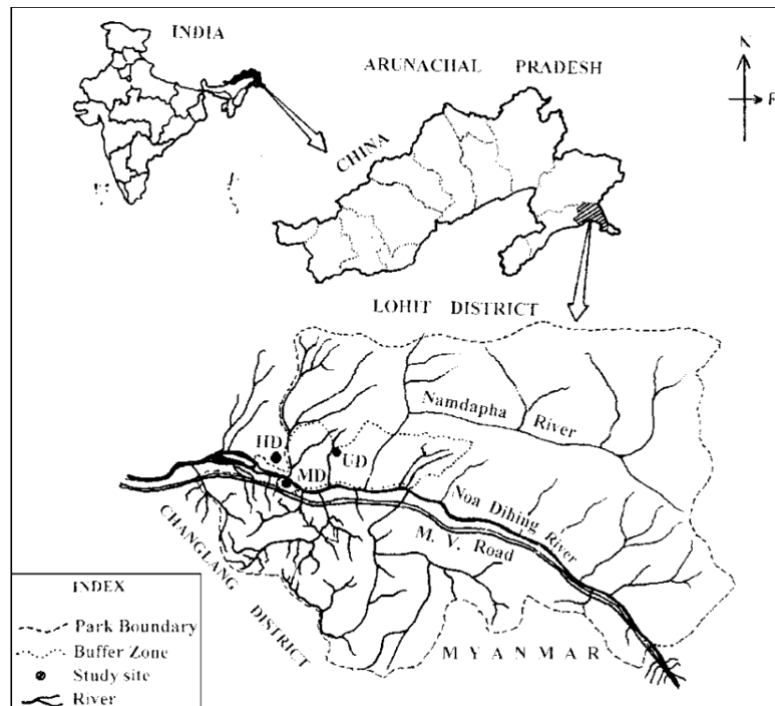 INDIA
ARUNACHAL PRADESH
N
E
CHINA
LOHIT DISTRICT
Namdapha River
HD
UD
MD
Noa Dihing River
M. V. Road
CHANGLANG DISTRICT
MYANMAR
INDEX
Park Boundary
Buffer Zone
Study site
River